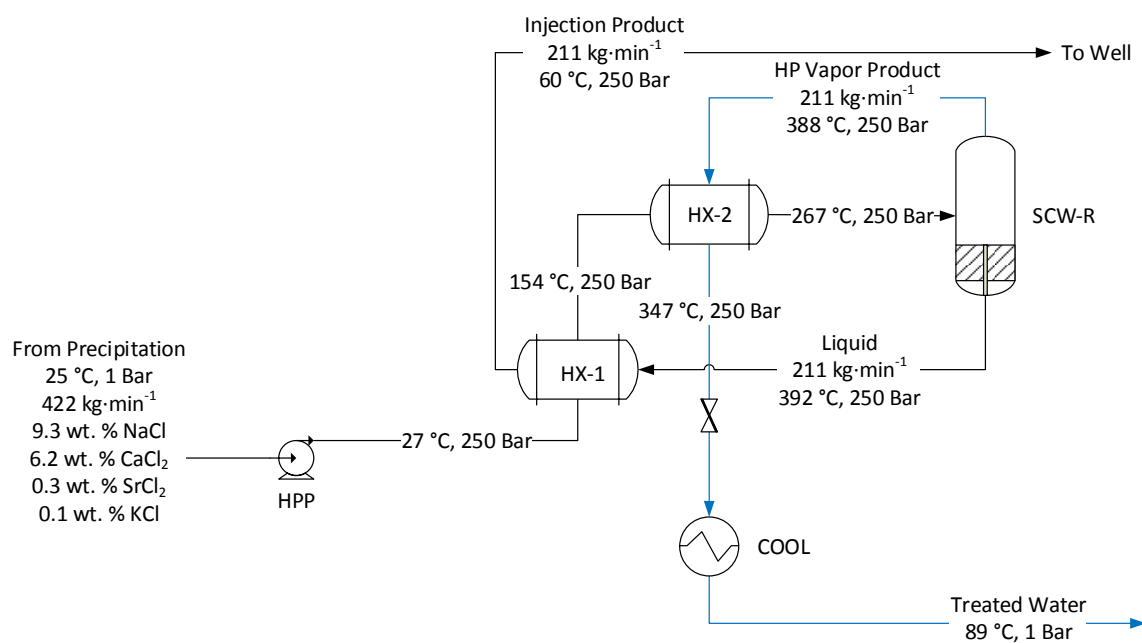 Injection Product
211 kg·min⁻¹
60 °C, 250 Bar
To Well
HP Vapor Product
211 kg·min⁻¹
388 °C, 250 Bar
HX-2
267 °C, 250 Bar
SCW-R
154 °C, 250 Bar
347 °C, 250 Bar
From Precipitation
25 °C, 1 Bar
422 kg·min⁻¹
9.3 wt. % NaCl
6.2 wt. % CaCl₂
0.3 wt. % SrCl₂
0.1 wt. % KCl
HX-1
Liquid
211 kg·min⁻¹
392 °C, 250 Bar
27 °C, 250 Bar
HPP
COOL
Treated Water
89 °C, 1 Bar